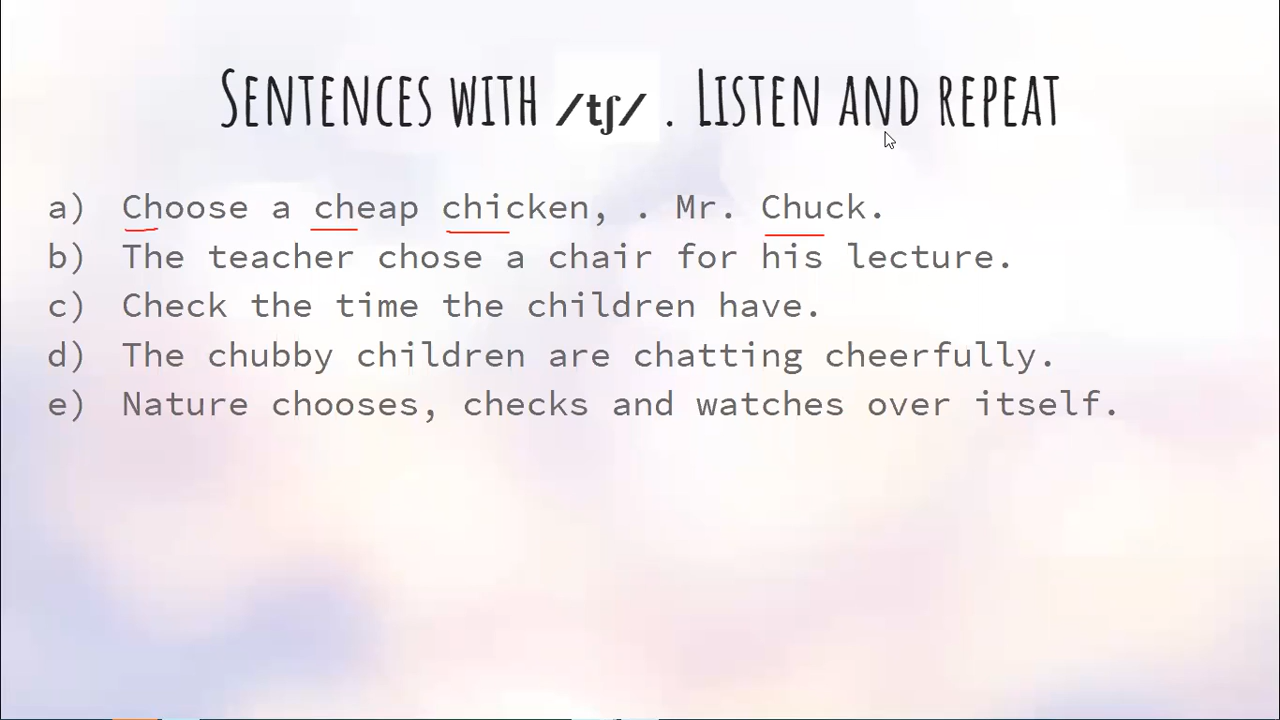 Sentences with /tʃ/ . Listen and repeat
a) Choose a cheap chicken, . Mr. Chuck.
b) The teacher chose a chair for his lecture.
c) Check the time the children have.
d) The chubby children are chatting cheerfully.
e) Nature chooses, checks and watches over itself.